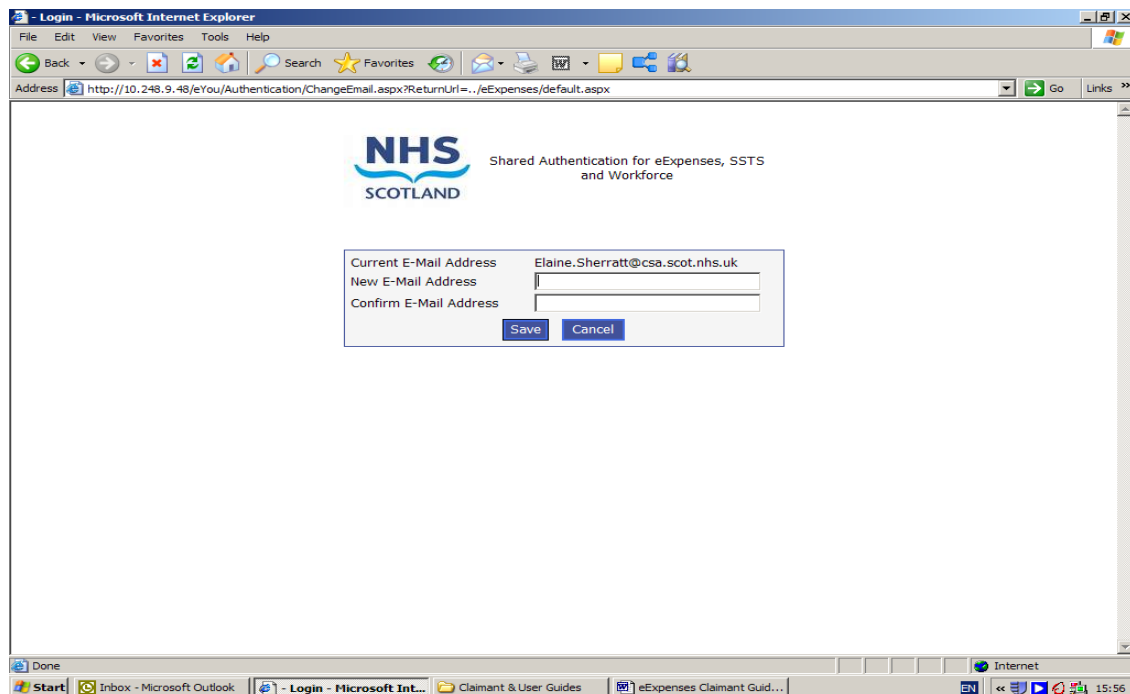 - Login - Microsoft Internet Explorer
File Edit View Favorites Tools Help
Back Search Favorites
Address http://10.248.9.48/eYou/Authentication/ChangeEmail.aspx?ReturnUrl=../eExpenses/default.aspx Go Links »
NHS
SCOTLAND
Shared Authentication for eExpenses, SSTS
and Workforce
Current E-Mail Address Elaine.Sherratt@csa.scot.nhs.uk
New E-Mail Address
Confirm E-Mail Address
Save Cancel
Done Internet
Start Inbox - Microsoft Outlook - Login - Microsoft Int... Claimant & User Guides eExpenses Claimant Guid... EN « 15:56